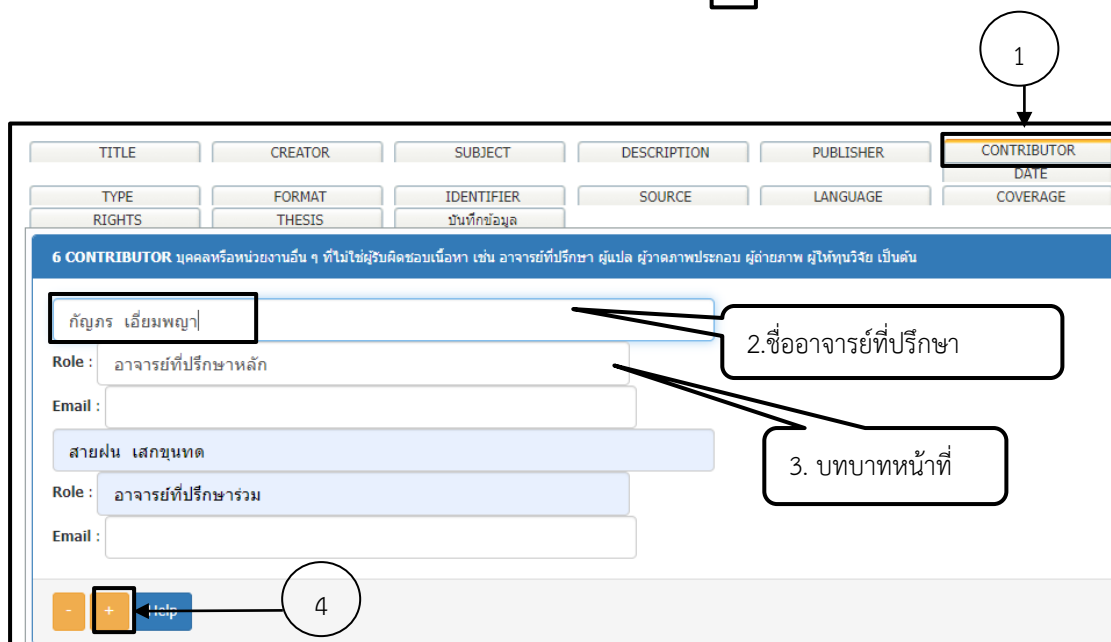 1
TITLE CREATOR SUBJECT DESCRIPTION PUBLISHER CONTRIBUTOR
DATE
TYPE FORMAT IDENTIFIER SOURCE LANGUAGE COVERAGE
RIGHTS THESIS บันทึกข้อมูล
6 CONTRIBUTOR บุคคลหรือหน่วยงานอื่น ๆ ที่ไม่ใช่ผู้รับผิดชอบเนื้อหา เช่น อาจารย์ที่ปรึกษา ผู้แปล ผู้วาดภาพประกอบ ผู้ถ่ายภาพ ผู้ให้ทุนวิจัย เป็นต้น
กัญภร เอี่ยมพญา
2.ชื่ออาจารย์ที่ปรึกษา
Role : อาจารย์ที่ปรึกษาหลัก
Email :
สายฝน เสกขุนทด
3. บทบาทหน้าที่
Role : อาจารย์ที่ปรึกษาร่วม
Email :
- + Help
4